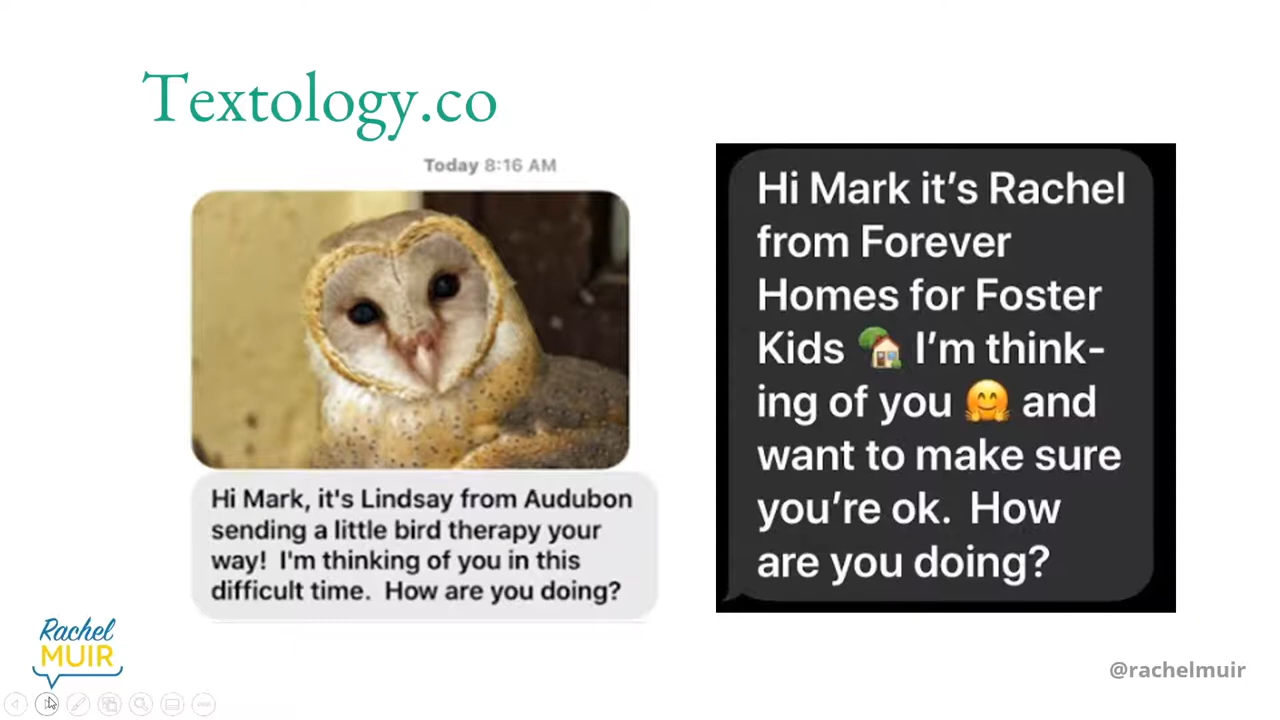 Textology.co
Today 8:16 AM
Hi Mark, it's Lindsay from Audubon
sending a little bird therapy your
way!  I'm thinking of you in this
difficult time.  How are you doing?
Hi Mark it’s Rachel
from Forever
Homes for Foster
Kids 🏡 I’m think-
ing of you 🤗 and
want to make sure
you’re ok.  How
are you doing?
Rachel
MUIR
@rachelmuir